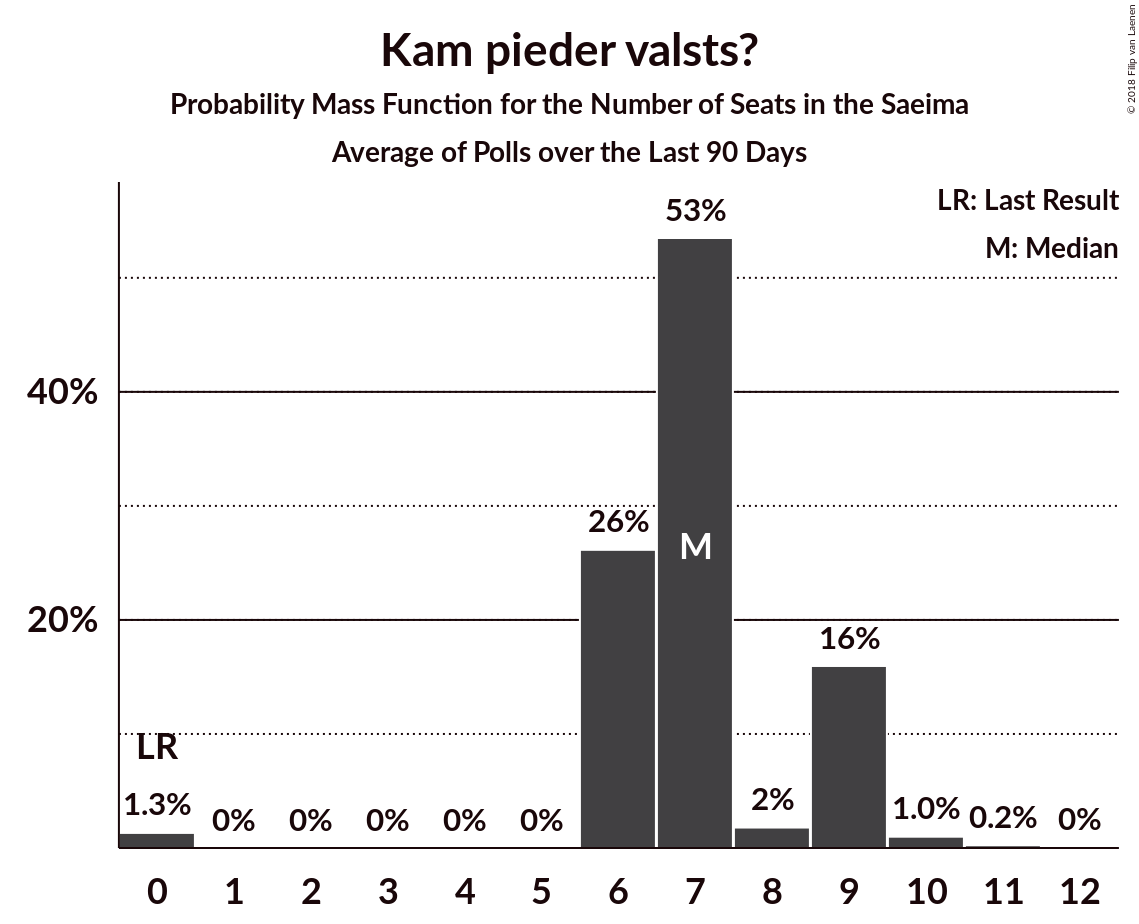 Kam pieder valsts?
Probability Mass Function for the Number of Seats in the Saeima
Average of Polls over the Last 90 Days
© 2018 Filip van Laenen
LR: Last Result
M: Median
53%
40%
26%
M
20%
16%
LR
1.3% 0% 0% 0% 0% 0% 2% 1.0% 0.2% 0%
0 1 2 3 4 5 6 7 8 9 10 11 12